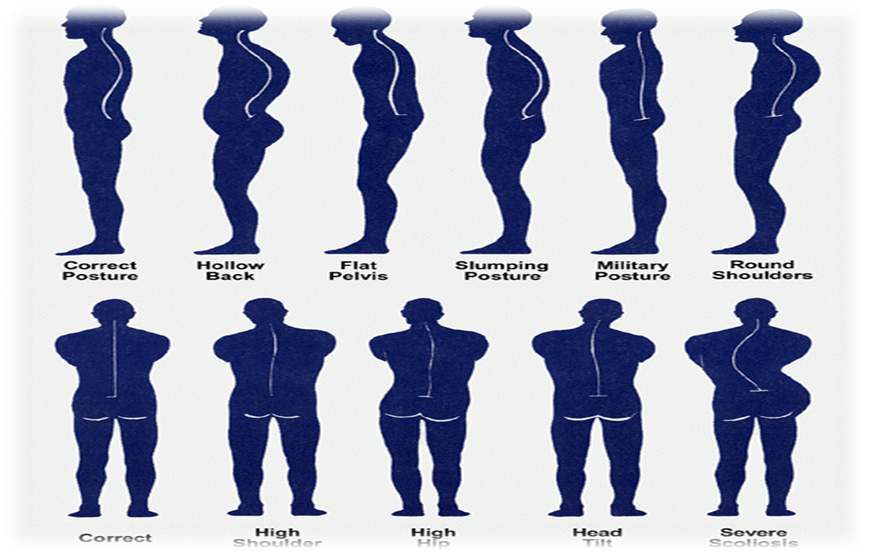 Correct
Posture
Hollow
Back
Flat
Pelvis
Slumping
Posture
Military
Posture
Round
Shoulders
Correct
High
Shoulder
High
Hip
Head
Tilt
Severe
Scoliosis